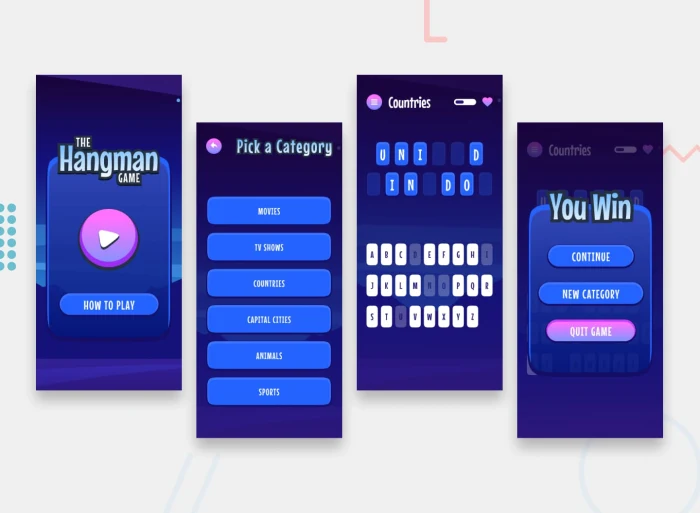 THE
Hangman
GAME
HOW TO PLAY
Pick a Category
MOVIES
TV SHOWS
COUNTRIES
CAPITAL CITIES
ANIMALS
SPORTS
Countries
U N I D
I N D O
A B C D E F G H I
J K L M N O P Q R
S T U V W X Y Z
Countries
You Win
CONTINUE
NEW CATEGORY
QUIT GAME